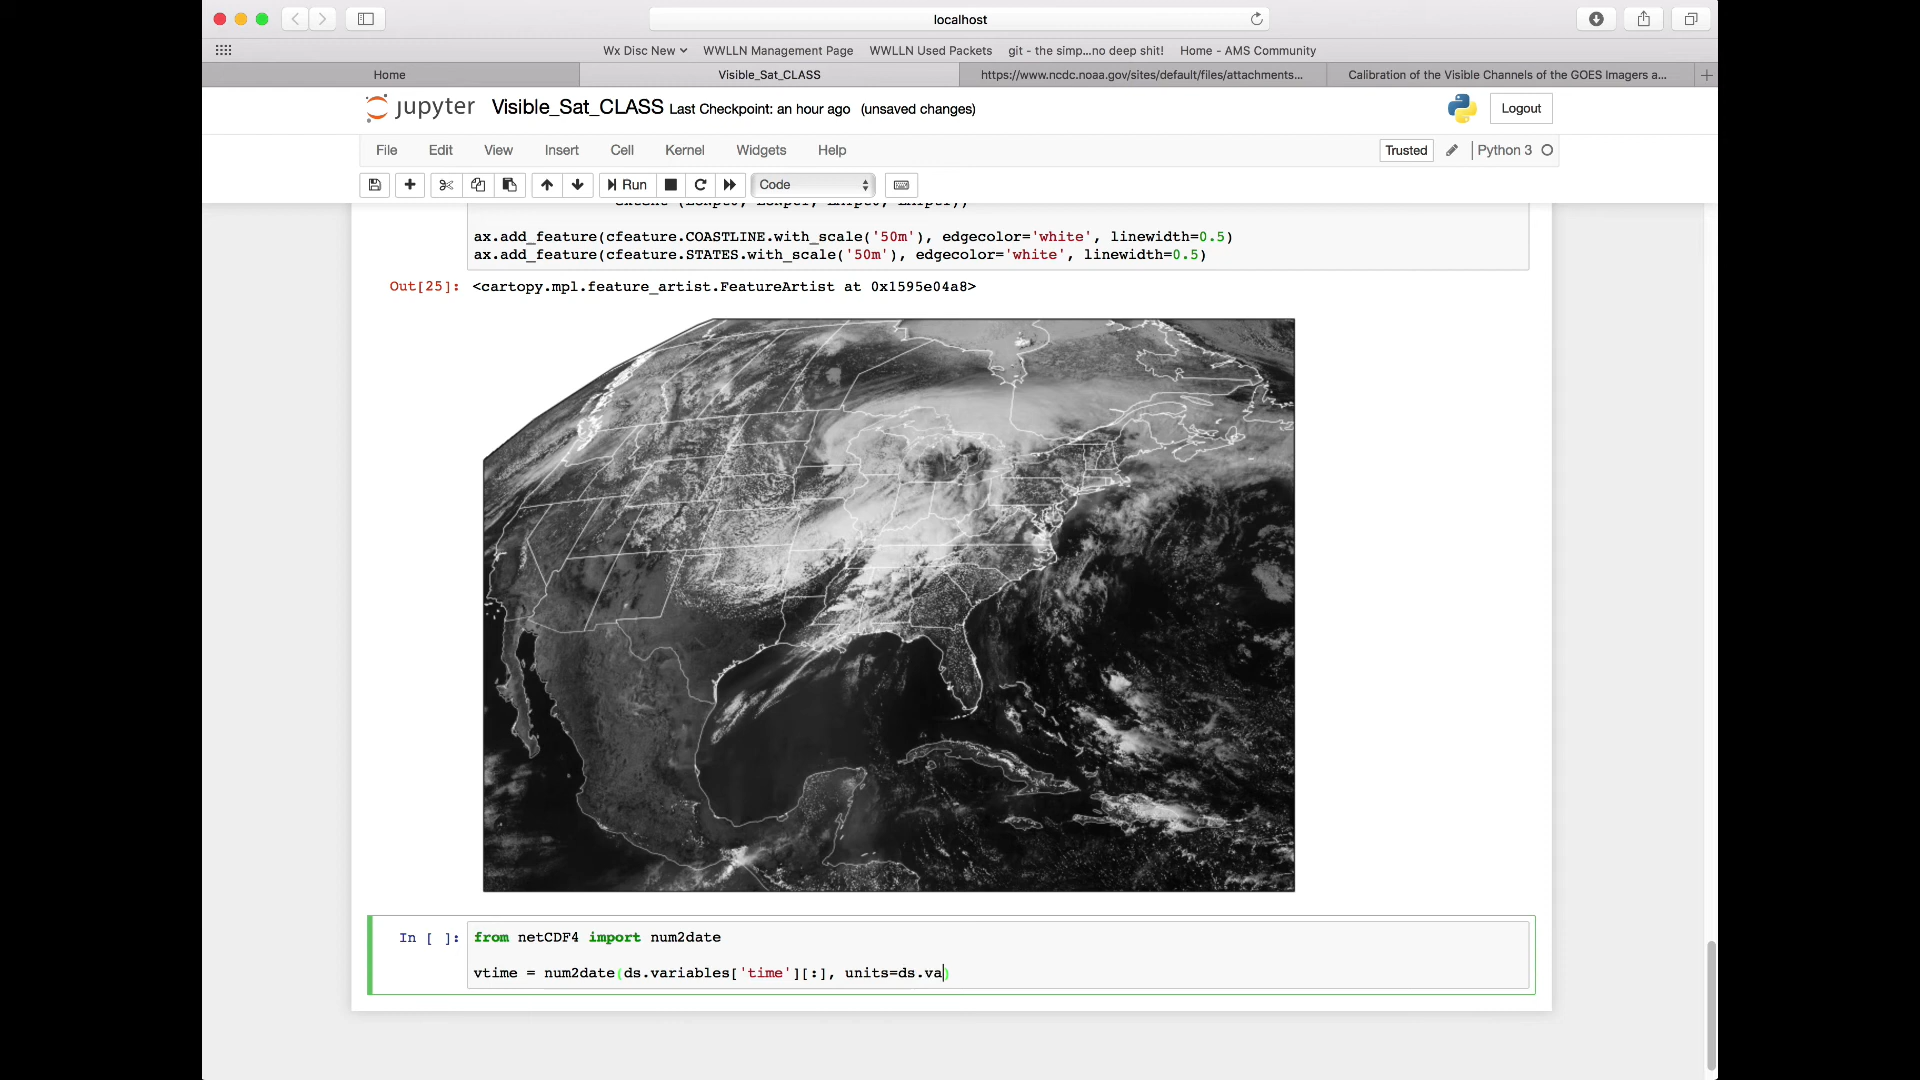 localhost
Wx Disc New WWLLN Management Page WWLLN Used Packets git - the simp...no deep shit! Home - AMS Community
Home Visible_Sat_CLASS https://www.ncdc.noaa.gov/sites/default/files/attachments... Calibration of the Visible Channels of the GOES Imagers a...
jupyter Visible_Sat_CLASS Last Checkpoint: an hour ago (unsaved changes) Logout
File Edit View Insert Cell Kernel Widgets Help Trusted Python 3
Run Code
ax.add_feature(cfeature.COASTLINE.with_scale('50m'), edgecolor='white', linewidth=0.5)
ax.add_feature(cfeature.STATES.with_scale('50m'), edgecolor='white', linewidth=0.5)
Out[25]: <cartopy.mpl.feature_artist.FeatureArtist at 0x1595e04a8>
In [ ]: from netCDF4 import num2date
vtime = num2date(ds.variables['time'][:], units=ds.va)